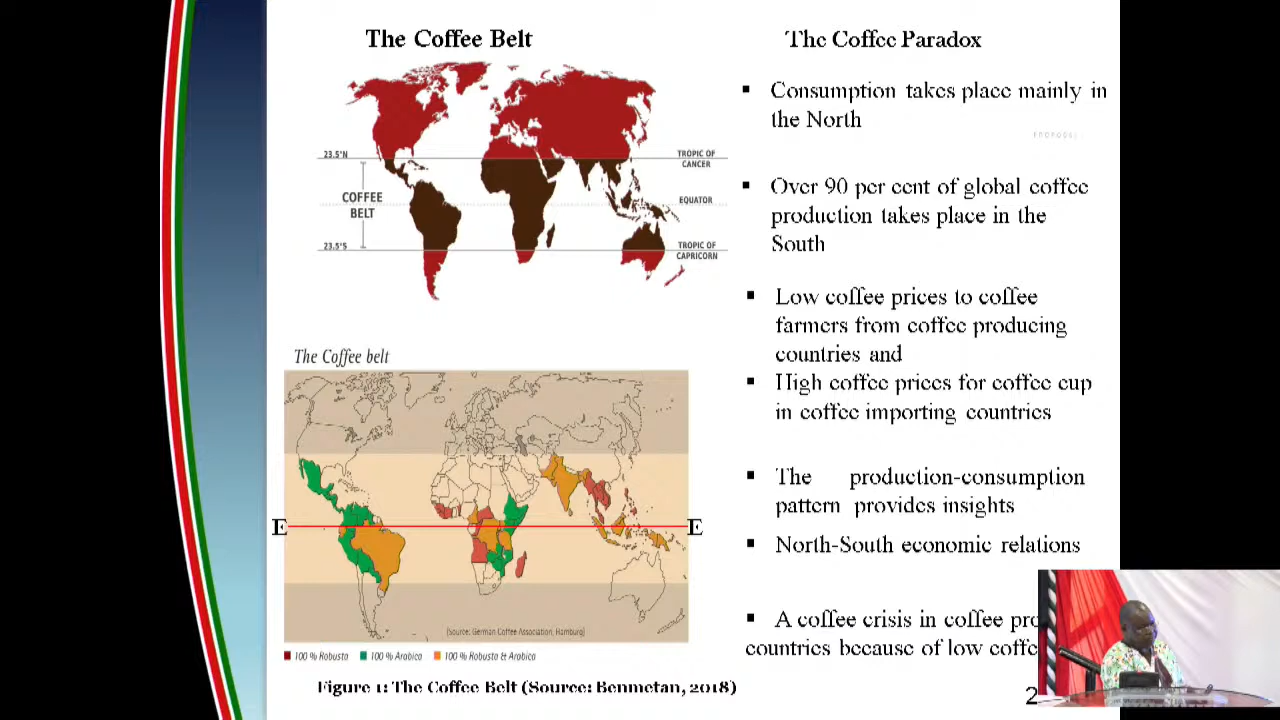 The Coffee Belt
23.5°N
TROPIC OF
CANCER
COFFEE
BELT
EQUATOR
23.5°S
TROPIC OF
CAPRICORN
The Coffee belt
E
E
[Source: German Coffee Association, Hamburg]
100 % Robusta 100 % Arabica 100 % Robusta & Arabica
Figure 1: The Coffee Belt (Source: Benmetan, 2018)
The Coffee Paradox
▪ Consumption takes place mainly in
the North
▪ Over 90 per cent of global coffee
production takes place in the
South
▪ Low coffee prices to coffee
farmers from coffee producing
countries and
▪ High coffee prices for coffee cup
in coffee importing countries
▪ The production-consumption
pattern provides insights
▪ North-South economic relations
▪ A coffee crisis in coffee pro
countries because of low coffe
2